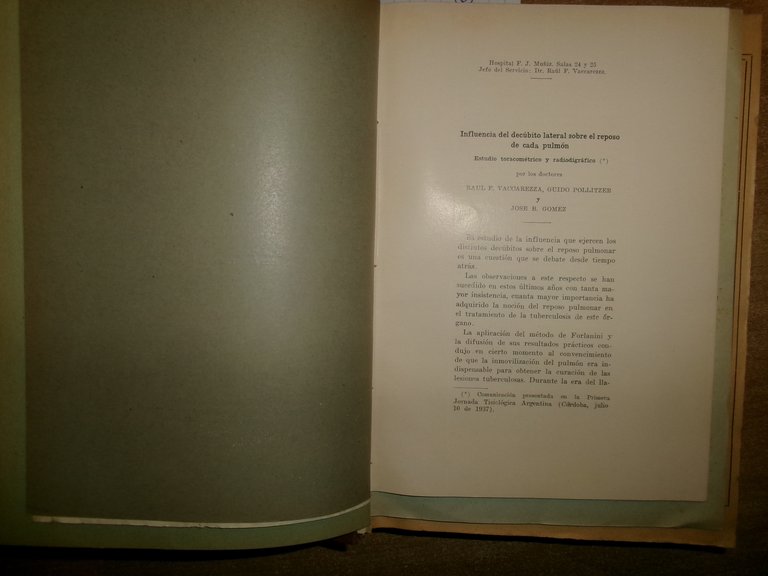 Hospital F. J. Muñiz. Salas 24 y 25
Jefe del Servicio: Dr. Raúl F. Vaccarezza.
Influencia del decúbito lateral sobre el reposo
de cada pulmón
Estudio toracométrico y radiodigráfico (*)
por los doctores
RAUL F. VACCAREZZA, GUIDO POLLITZER
y
JOSE B. GOMEZ
El estudio de la influencia que ejercen los
distintos decúbitos sobre el reposo pulmonar
es una cuestión que se debate desde tiempo
atrás.
Las observaciones a este respecto se han
sucedido en estos últimos años con tanta ma-
yor insistencia, cuanta mayor importancia ha
adquirido la noción del reposo pulmonar en
el tratamiento de la tuberculosis de este ór-
gano.
La aplicación del método de Forlanini y
la difusión de sus resultados prácticos con-
dujo en cierto momento al convencimiento
de que la inmovilización del pulmón era in-
dispensable para obtener la curación de las
lesiones tuberculosas. Durante la era del lla-
(*) Comunicación presentada en la Primera
Jornada Tisiológica Argentina (Córdoba, julio
10 de 1937).